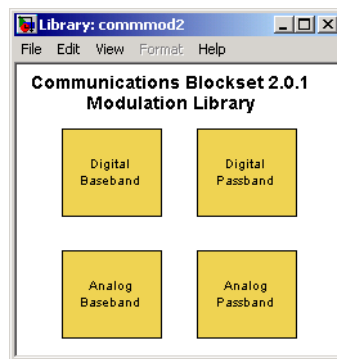 Library: commmod2
File Edit View Format Help
Communications Blockset 2.0.1
Modulation Library
Digital
Baseband
Digital
Passband
Analog
Baseband
Analog
Passband